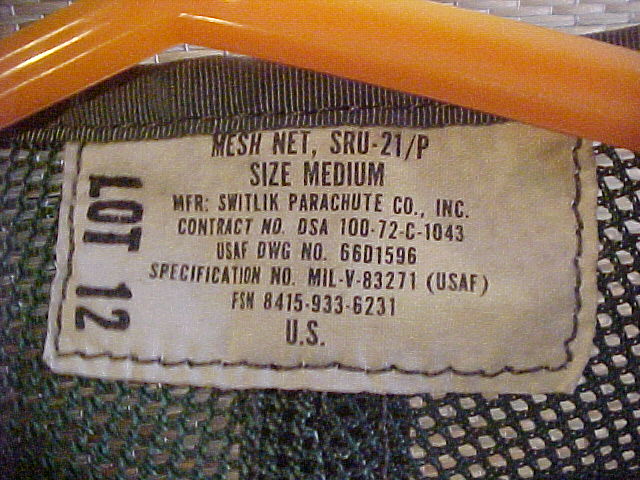 MESH NET, SRU-21/P
SIZE MEDIUM
MFR: SWITLIK PARACHUTE CO., INC.
CONTRACT NO. DSA 100-72-C-1043
USAF DWG NO. 66D1596
SPECIFICATION NO. MIL-V-83271 (USAF)
FSN 8415-933-6231
U.S.
LOT 12